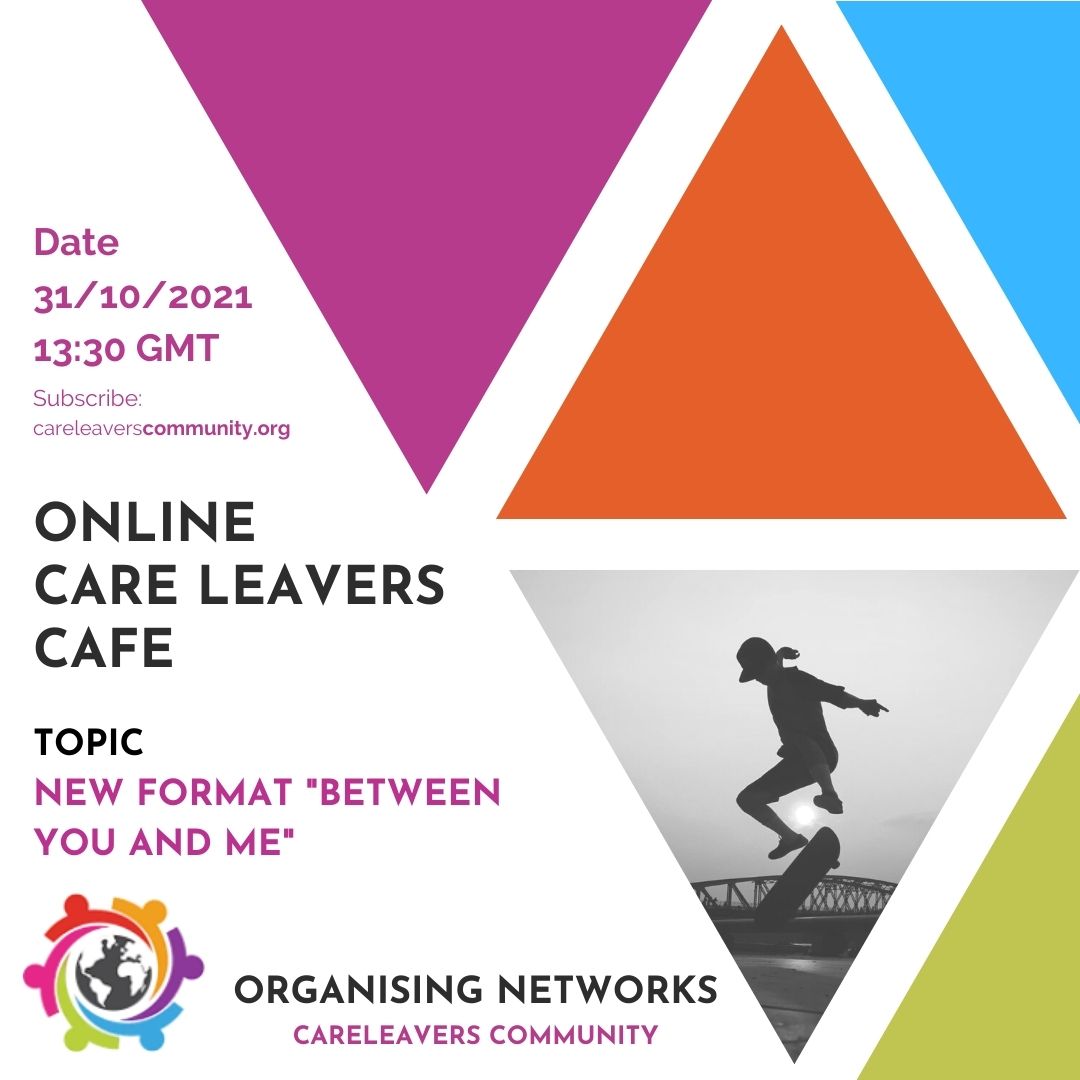 Date
31/10/2021
13:30 GMT
Subscribe:
careleaverscommunity.org
ONLINE
CARE LEAVERS
CAFE
TOPIC
NEW FORMAT "BETWEEN
YOU AND ME"
ORGANISING NETWORKS
CARELEAVERS COMMUNITY